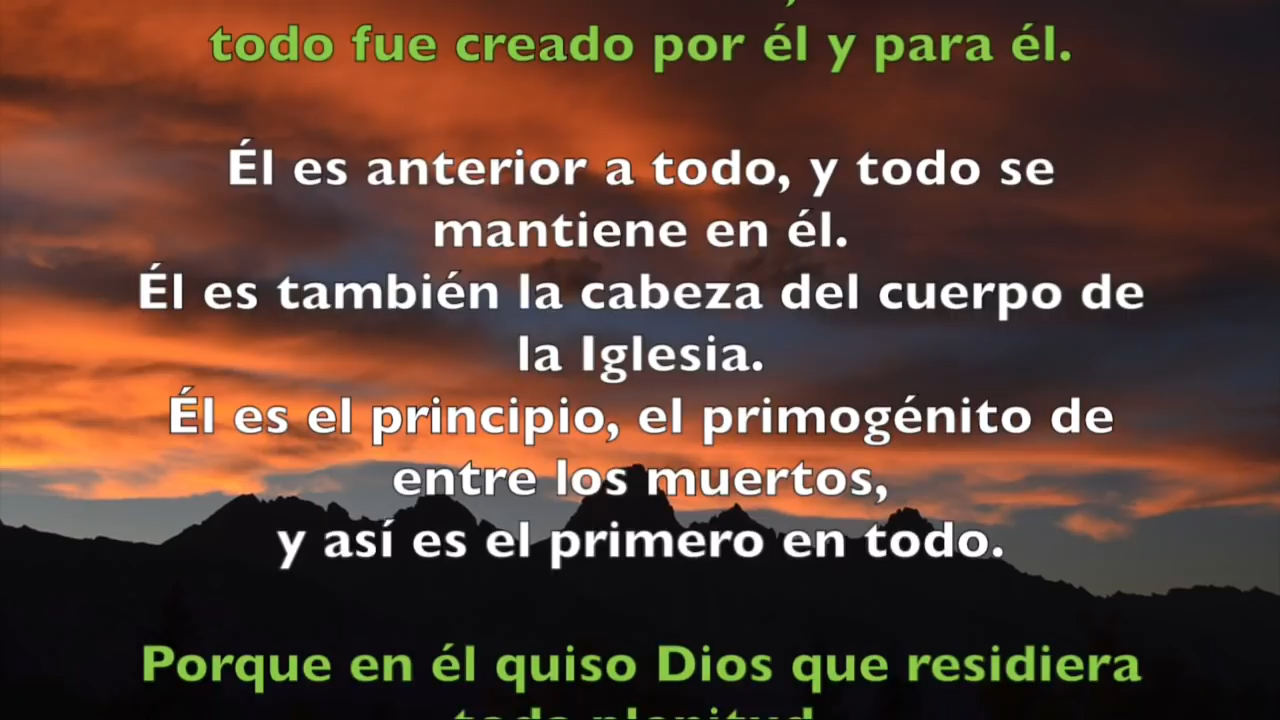 todo fue creado por él y para él.
Él es anterior a todo, y todo se
mantiene en él.
Él es también la cabeza del cuerpo de
la Iglesia.
Él es el principio, el primogénito de
entre los muertos,
y así es el primero en todo.
Porque en él quiso Dios que residiera
toda plenitud.